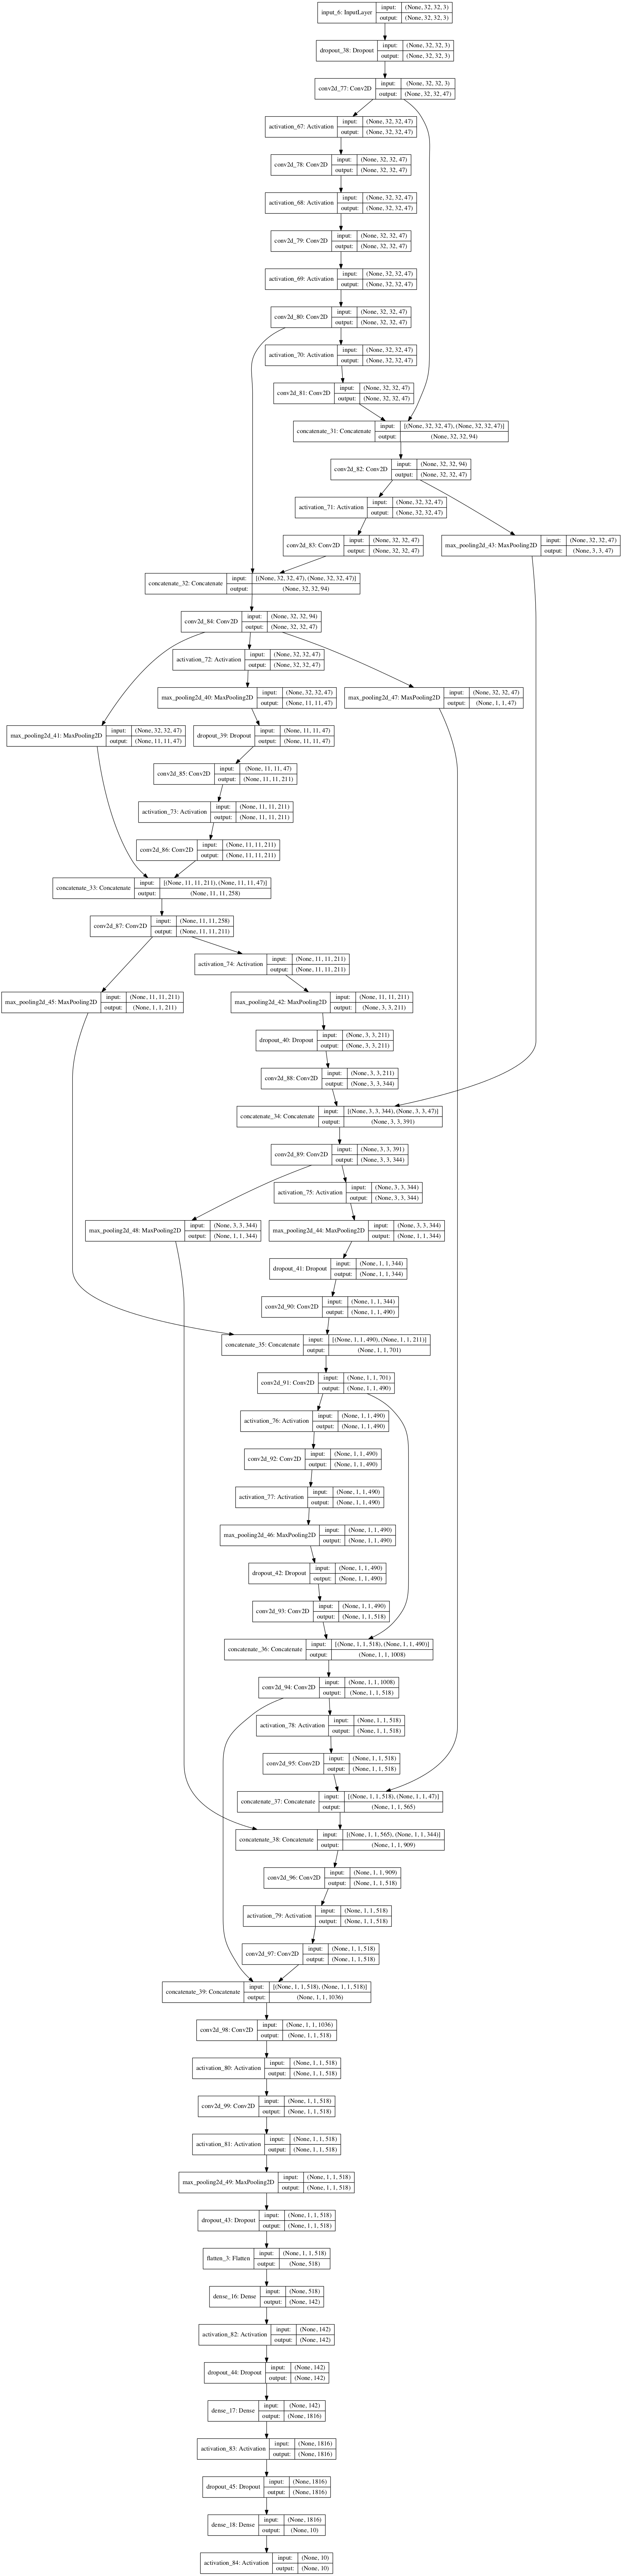 input_6: InputLayer
input: (None, 32, 32, 3)
output: (None, 32, 32, 3)
dropout_38: Dropout
input: (None, 32, 32, 3)
output: (None, 32, 32, 3)
conv2d_77: Conv2D
input: (None, 32, 32, 3)
output: (None, 32, 32, 47)
activation_67: Activation
input: (None, 32, 32, 47)
output: (None, 32, 32, 47)
conv2d_78: Conv2D
input: (None, 32, 32, 47)
output: (None, 32, 32, 47)
activation_68: Activation
input: (None, 32, 32, 47)
output: (None, 32, 32, 47)
conv2d_79: Conv2D
input: (None, 32, 32, 47)
output: (None, 32, 32, 47)
activation_69: Activation
input: (None, 32, 32, 47)
output: (None, 32, 32, 47)
conv2d_80: Conv2D
input: (None, 32, 32, 47)
output: (None, 32, 32, 47)
activation_70: Activation
input: (None, 32, 32, 47)
output: (None, 32, 32, 47)
conv2d_81: Conv2D
input: (None, 32, 32, 47)
output: (None, 32, 32, 47)
concatenate_31: Concatenate
input: [(None, 32, 32, 47), (None, 32, 32, 47)]
output: (None, 32, 32, 94)
conv2d_82: Conv2D
input: (None, 32, 32, 94)
output: (None, 32, 32, 47)
activation_71: Activation
input: (None, 32, 32, 47)
output: (None, 32, 32, 47)
conv2d_83: Conv2D
input: (None, 32, 32, 47)
output: (None, 32, 32, 47)
max_pooling2d_43: MaxPooling2D
input: (None, 32, 32, 47)
output: (None, 3, 3, 47)
concatenate_32: Concatenate
input: [(None, 32, 32, 47), (None, 32, 32, 47)]
output: (None, 32, 32, 94)
conv2d_84: Conv2D
input: (None, 32, 32, 94)
output: (None, 32, 32, 47)
activation_72: Activation
input: (None, 32, 32, 47)
output: (None, 32, 32, 47)
max_pooling2d_40: MaxPooling2D
input: (None, 32, 32, 47)
output: (None, 11, 11, 47)
max_pooling2d_47: MaxPooling2D
input: (None, 32, 32, 47)
output: (None, 1, 1, 47)
max_pooling2d_41: MaxPooling2D
input: (None, 32, 32, 47)
output: (None, 11, 11, 47)
dropout_39: Dropout
input: (None, 11, 11, 47)
output: (None, 11, 11, 47)
conv2d_85: Conv2D
input: (None, 11, 11, 47)
output: (None, 11, 11, 211)
activation_73: Activation
input: (None, 11, 11, 211)
output: (None, 11, 11, 211)
conv2d_86: Conv2D
input: (None, 11, 11, 211)
output: (None, 11, 11, 211)
concatenate_33: Concatenate
input: [(None, 11, 11, 211), (None, 11, 11, 47)]
output: (None, 11, 11, 258)
conv2d_87: Conv2D
input: (None, 11, 11, 258)
output: (None, 11, 11, 211)
activation_74: Activation
input: (None, 11, 11, 211)
output: (None, 11, 11, 211)
max_pooling2d_45: MaxPooling2D
input: (None, 11, 11, 211)
output: (None, 1, 1, 211)
max_pooling2d_42: MaxPooling2D
input: (None, 11, 11, 211)
output: (None, 3, 3, 211)
dropout_40: Dropout
input: (None, 3, 3, 211)
output: (None, 3, 3, 211)
conv2d_88: Conv2D
input: (None, 3, 3, 211)
output: (None, 3, 3, 344)
concatenate_34: Concatenate
input: [(None, 3, 3, 344), (None, 3, 3, 47)]
output: (None, 3, 3, 391)
conv2d_89: Conv2D
input: (None, 3, 3, 391)
output: (None, 3, 3, 344)
activation_75: Activation
input: (None, 3, 3, 344)
output: (None, 3, 3, 344)
max_pooling2d_48: MaxPooling2D
input: (None, 3, 3, 344)
output: (None, 1, 1, 344)
max_pooling2d_44: MaxPooling2D
input: (None, 3, 3, 344)
output: (None, 1, 1, 344)
dropout_41: Dropout
input: (None, 1, 1, 344)
output: (None, 1, 1, 344)
conv2d_90: Conv2D
input: (None, 1, 1, 344)
output: (None, 1, 1, 490)
concatenate_35: Concatenate
input: [(None, 1, 1, 490), (None, 1, 1, 211)]
output: (None, 1, 1, 701)
conv2d_91: Conv2D
input: (None, 1, 1, 701)
output: (None, 1, 1, 490)
activation_76: Activation
input: (None, 1, 1, 490)
output: (None, 1, 1, 490)
conv2d_92: Conv2D
input: (None, 1, 1, 490)
output: (None, 1, 1, 490)
activation_77: Activation
input: (None, 1, 1, 490)
output: (None, 1, 1, 490)
max_pooling2d_46: MaxPooling2D
input: (None, 1, 1, 490)
output: (None, 1, 1, 490)
dropout_42: Dropout
input: (None, 1, 1, 490)
output: (None, 1, 1, 490)
conv2d_93: Conv2D
input: (None, 1, 1, 490)
output: (None, 1, 1, 518)
concatenate_36: Concatenate
input: [(None, 1, 1, 518), (None, 1, 1, 490)]
output: (None, 1, 1, 1008)
conv2d_94: Conv2D
input: (None, 1, 1, 1008)
output: (None, 1, 1, 518)
activation_78: Activation
input: (None, 1, 1, 518)
output: (None, 1, 1, 518)
conv2d_95: Conv2D
input: (None, 1, 1, 518)
output: (None, 1, 1, 518)
concatenate_37: Concatenate
input: [(None, 1, 1, 518), (None, 1, 1, 47)]
output: (None, 1, 1, 565)
concatenate_38: Concatenate
input: [(None, 1, 1, 565), (None, 1, 1, 344)]
output: (None, 1, 1, 909)
conv2d_96: Conv2D
input: (None, 1, 1, 909)
output: (None, 1, 1, 518)
activation_79: Activation
input: (None, 1, 1, 518)
output: (None, 1, 1, 518)
conv2d_97: Conv2D
input: (None, 1, 1, 518)
output: (None, 1, 1, 518)
concatenate_39: Concatenate
input: [(None, 1, 1, 518), (None, 1, 1, 518)]
output: (None, 1, 1, 1036)
conv2d_98: Conv2D
input: (None, 1, 1, 1036)
output: (None, 1, 1, 518)
activation_80: Activation
input: (None, 1, 1, 518)
output: (None, 1, 1, 518)
conv2d_99: Conv2D
input: (None, 1, 1, 518)
output: (None, 1, 1, 518)
activation_81: Activation
input: (None, 1, 1, 518)
output: (None, 1, 1, 518)
max_pooling2d_49: MaxPooling2D
input: (None, 1, 1, 518)
output: (None, 1, 1, 518)
dropout_43: Dropout
input: (None, 1, 1, 518)
output: (None, 1, 1, 518)
flatten_3: Flatten
input: (None, 1, 1, 518)
output: (None, 518)
dense_16: Dense
input: (None, 518)
output: (None, 142)
activation_82: Activation
input: (None, 142)
output: (None, 142)
dropout_44: Dropout
input: (None, 142)
output: (None, 142)
dense_17: Dense
input: (None, 142)
output: (None, 1816)
activation_83: Activation
input: (None, 1816)
output: (None, 1816)
dropout_45: Dropout
input: (None, 1816)
output: (None, 1816)
dense_18: Dense
input: (None, 1816)
output: (None, 10)
activation_84: Activation
input: (None, 10)
output: (None, 10)